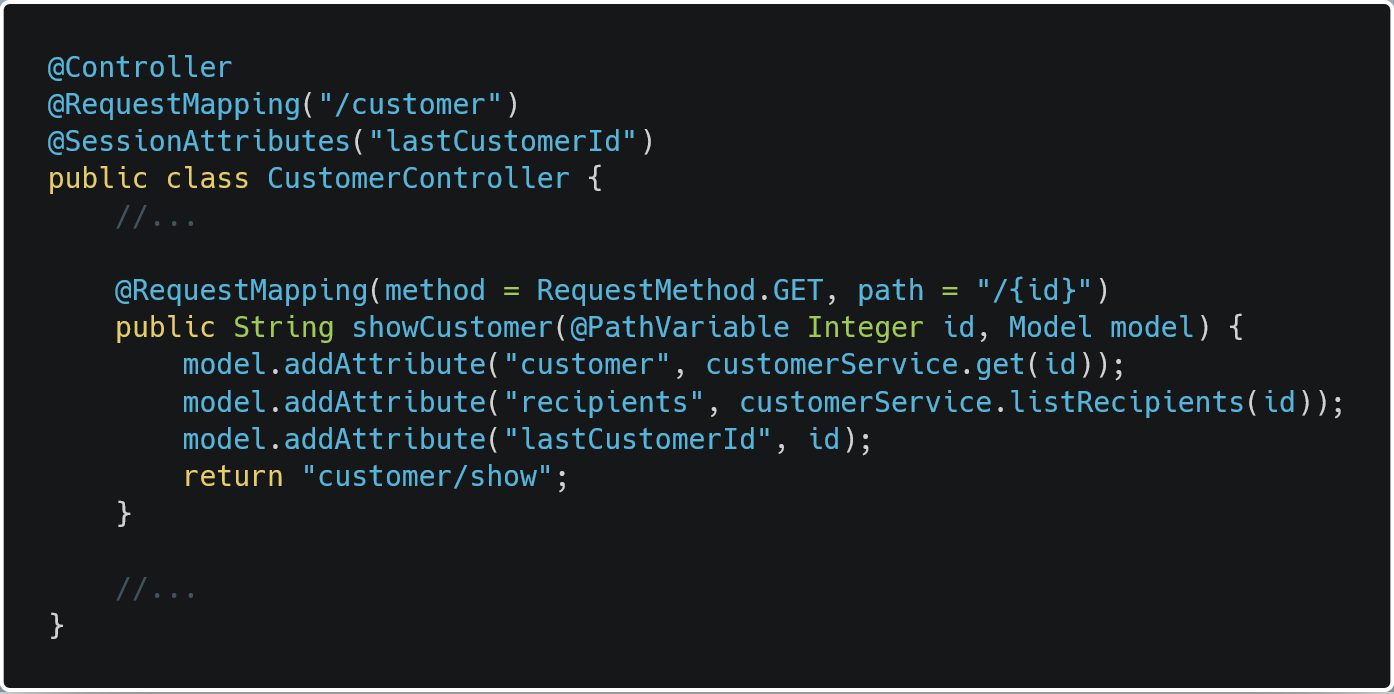 @Controller
@RequestMapping("/customer")
@SessionAttributes("lastCustomerId")
public class CustomerController {
    //...

    @RequestMapping(method = RequestMethod.GET, path = "/{id}")
    public String showCustomer(@PathVariable Integer id, Model model) {
        model.addAttribute("customer", customerService.get(id));
        model.addAttribute("recipients", customerService.listRecipients(id));
        model.addAttribute("lastCustomerId", id);
        return "customer/show";
    }

    //...
}